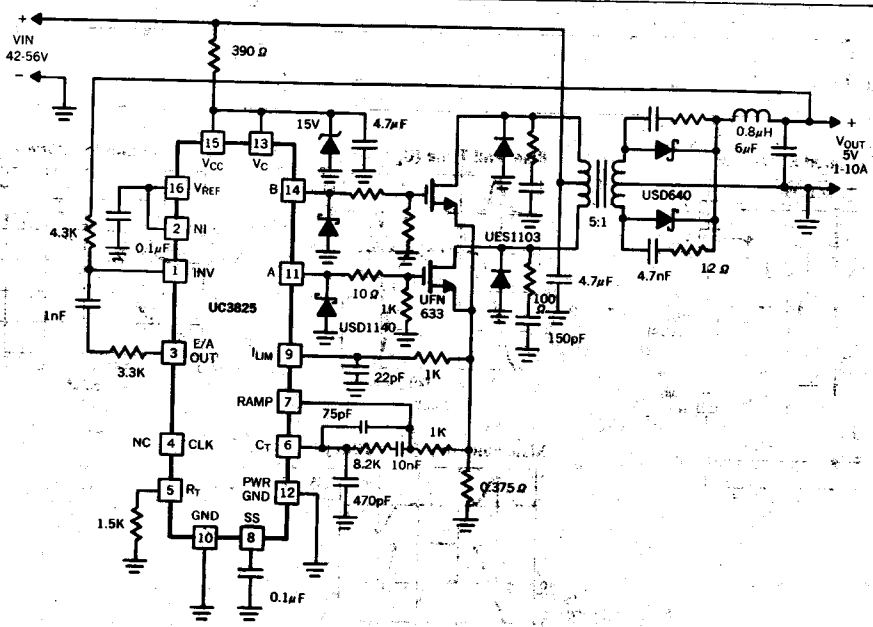 +
VIN
42-56V
−
390 Ω
15V
4.7μF
15
VCC
13
VC
16
VREF
0.1μF
2
NI
4.3K
1
INV
1nF
UC3825
3
E/A
OUT
3.3K
NC
4
CLK
5
RT
1.5K
GND
10
SS
8
0.1μF
B
14
A
11
10 Ω
1K
USD1140
UFN
633
ILIM
9
22pF
1K
RAMP
7
75pF
CT
6
8.2K
10nF
1K
470pF
PWR
GND
12
0.375 Ω
UES1103
4.7μF
100
Ω
150pF
5:1
USD640
4.7nF
12 Ω
0.8μH
6μF
+
VOUT
5V
1-10A
−